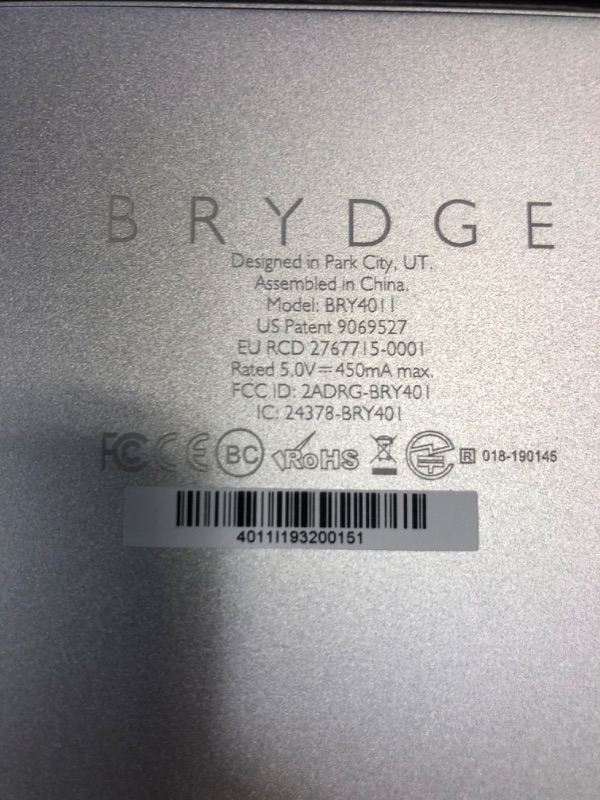 BRYDGE
Designed in Park City, UT.
Assembled in China.
Model: BRY4011
US Patent 9069527
EU RCD 2767715-0001
Rated 5.0V⎓450mA max.
FCC ID: 2ADRG-BRY401
IC: 24378-BRY401
FC CE BC RoHS R 018-190145
4011I193200151